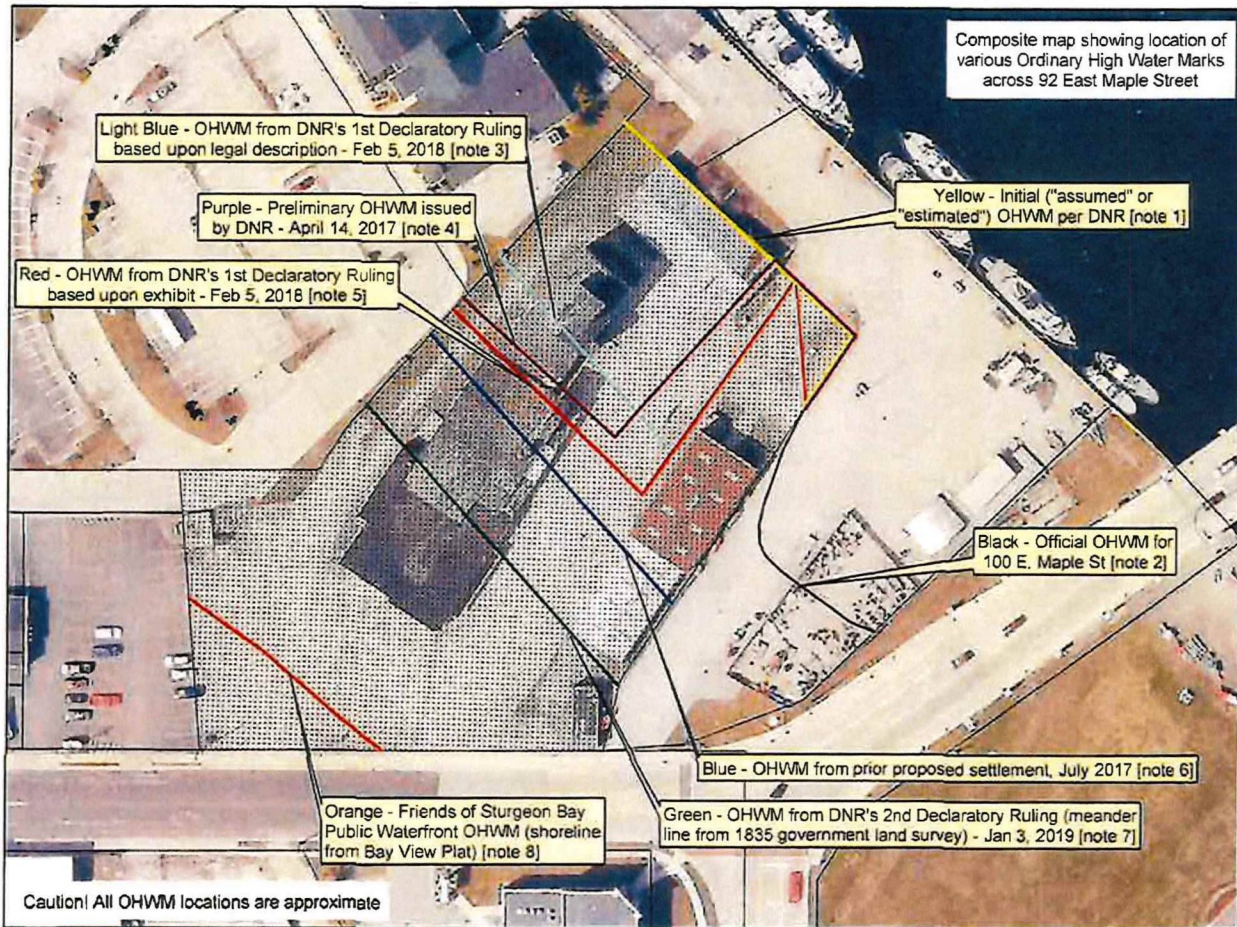 Composite map showing location of
various Ordinary High Water Marks
across 92 East Maple Street
Light Blue - OHWM from DNR's 1st Declaratory Ruling
based upon legal description - Feb 5, 2018 [note 3]
Purple - Preliminary OHWM issued
by DNR - April 14, 2017 [note 4]
Yellow - Initial ("assumed" or
"estimated") OHWM per DNR [note 1]
Red - OHWM from DNR's 1st Declaratory Ruling
based upon exhibit - Feb 5, 2018 [note 5]
Black - Official OHWM for
100 E. Maple St [note 2]
Blue - OHWM from prior proposed settlement, July 2017 [note 6]
Orange - Friends of Sturgeon Bay
Public Waterfront OHWM (shoreline
from Bay View Plat) [note 8]
Green - OHWM from DNR's 2nd Declaratory Ruling (meander
line from 1835 government land survey) - Jan 3, 2019 [note 7]
Caution! All OHWM locations are approximate